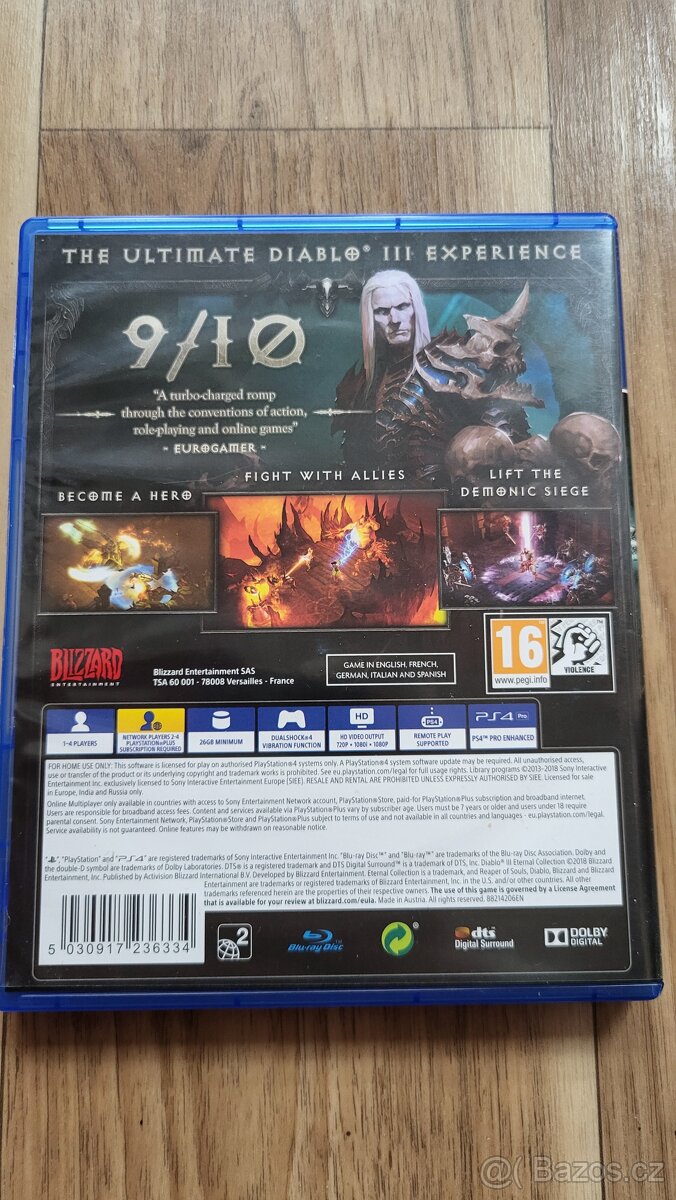 THE ULTIMATE DIABLO® III EXPERIENCE
9/10
"A turbo-charged romp
through the conventions of action,
role-playing and online games"
- EUROGAMER -
BECOME A HERO
FIGHT WITH ALLIES
LIFT THE
DEMONIC SIEGE
BLIZZARD
ENTERTAINMENT
Blizzard Entertainment SAS
TSA 60 001 - 78008 Versailles - France
GAME IN ENGLISH, FRENCH,
GERMAN, ITALIAN AND SPANISH
16
www.pegi.info
VIOLENCE
1-4 PLAYERS
NETWORK PLAYERS 2-4
PLAYSTATION®PLUS
SUBSCRIPTION REQUIRED
26GB MINIMUM
DUALSHOCK®4
VIBRATION FUNCTION
HD
HD VIDEO OUTPUT
720p • 1080i • 1080p
PS4
REMOTE PLAY
SUPPORTED
PS4 Pro
PS4™ PRO ENHANCED
FOR HOME USE ONLY: This software is licensed for play on authorised PlayStation®4 systems only. A PlayStation®4 system software update may be required. All unauthorised access,
use or transfer of the product or its underlying copyright and trademark works is prohibited. See eu.playstation.com/legal for full usage rights. Library programs ©2013-2018 Sony Interactive
Entertainment Inc. exclusively licensed to Sony Interactive Entertainment Europe (SIEE). RESALE AND RENTAL ARE PROHIBITED UNLESS EXPRESSLY AUTHORISED BY SIEE. Licensed for sale
in Europe, India and Russia only.
Online Multiplayer only available in countries with access to Sony Entertainment Network account, PlayStation®Store, paid-for PlayStation®Plus subscription and broadband internet.
Users are responsible for broadband access fees. Content and services available via PlayStation®Plus may vary by subscriber age. Users must be 7 years or older and users under 18 require
parental consent. Sony Entertainment Network, PlayStation®Store and PlayStation®Plus subject to terms of use and not available in all countries and languages - eu.playstation.com/legal.
Service availability is not guaranteed. Online features may be withdrawn on reasonable notice.
"PlayStation" and "PS4" are registered trademarks of Sony Interactive Entertainment Inc. "Blu-ray Disc™" and "Blu-ray™" are trademarks of the Blu-ray Disc Association. Dolby and
the double-D symbol are trademarks of Dolby Laboratories. DTS® is a trademark of DTS, Inc. and DTS Digital Surround™ is a trademark of DTS, Inc. Diablo® III Eternal Collection ©2018 Blizzard
Entertainment, Inc. Published by Activision Blizzard International B.V. Developed by Blizzard Entertainment. Eternal Collection is a trademark, and Reaper of Souls, Diablo, Blizzard and Blizzard
Entertainment are trademarks or registered trademarks of Blizzard Entertainment, Inc. in the U.S. and/or other countries. All other
trademarks referenced herein are the properties of their respective owners. The use of this game is governed by a License Agreement
that is available for your review at blizzard.com/eula. Made in Austria. All rights reserved. 88214206EN
5 030917 236334
2
Blu-ray Disc
dts
Digital Surround
DOLBY
DIGITAL
Bazoš.cz